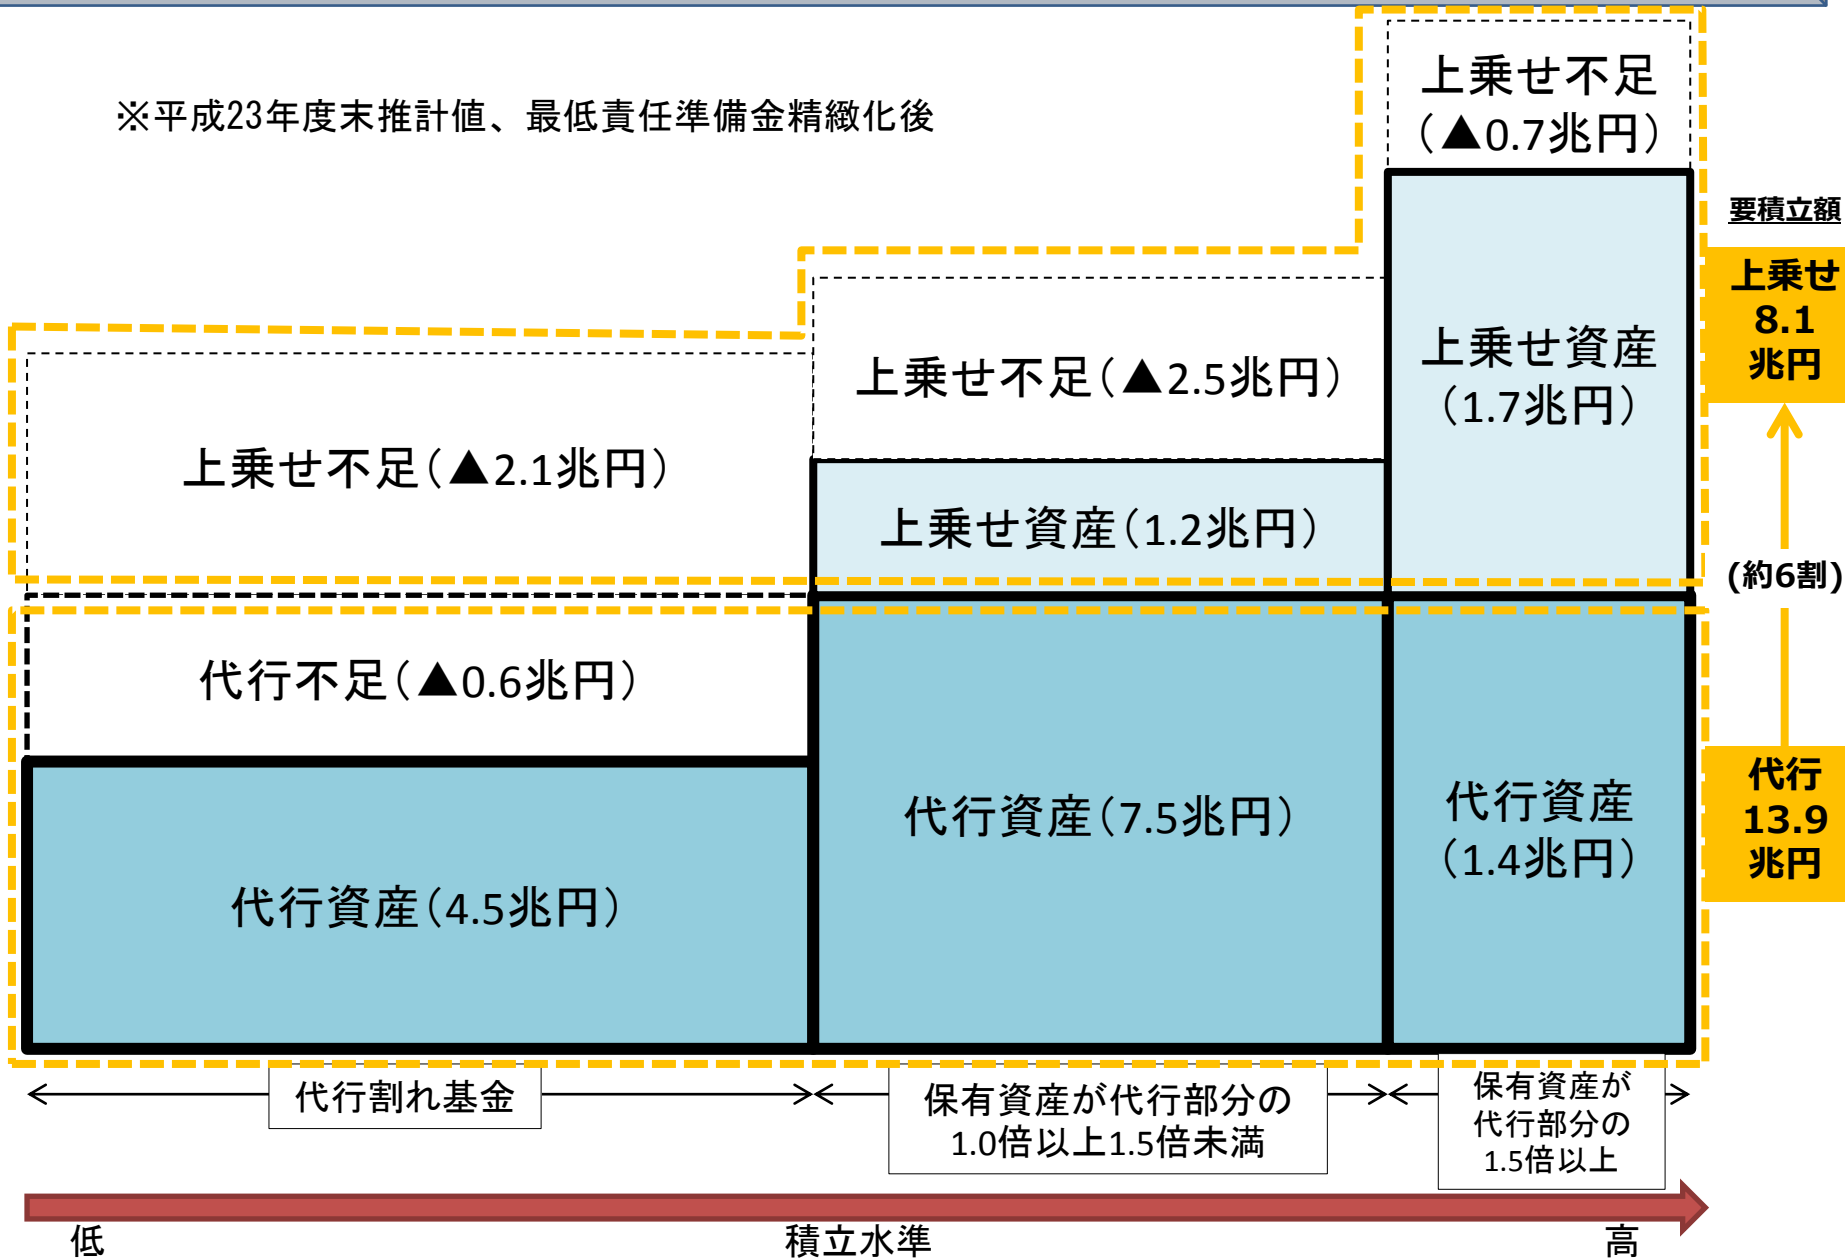 ※平成23年度末推計値、最低責任準備金精緻化後
上乗せ不足
（▲0.7兆円）
要積立額
上乗せ
8.1
兆円
上乗せ資産
（1.7兆円）
上乗せ不足（▲2.5兆円）
上乗せ不足（▲2.1兆円）
上乗せ資産（1.2兆円）
(約6割)
代行不足（▲0.6兆円）
代行資産（7.5兆円）
代行資産
（1.4兆円）
代行
13.9
兆円
代行資産（4.5兆円）
代行割れ基金
保有資産が代行部分の
1.0倍以上1.5倍未満
保有資産が
代行部分の
1.5倍以上
低
積立水準
高